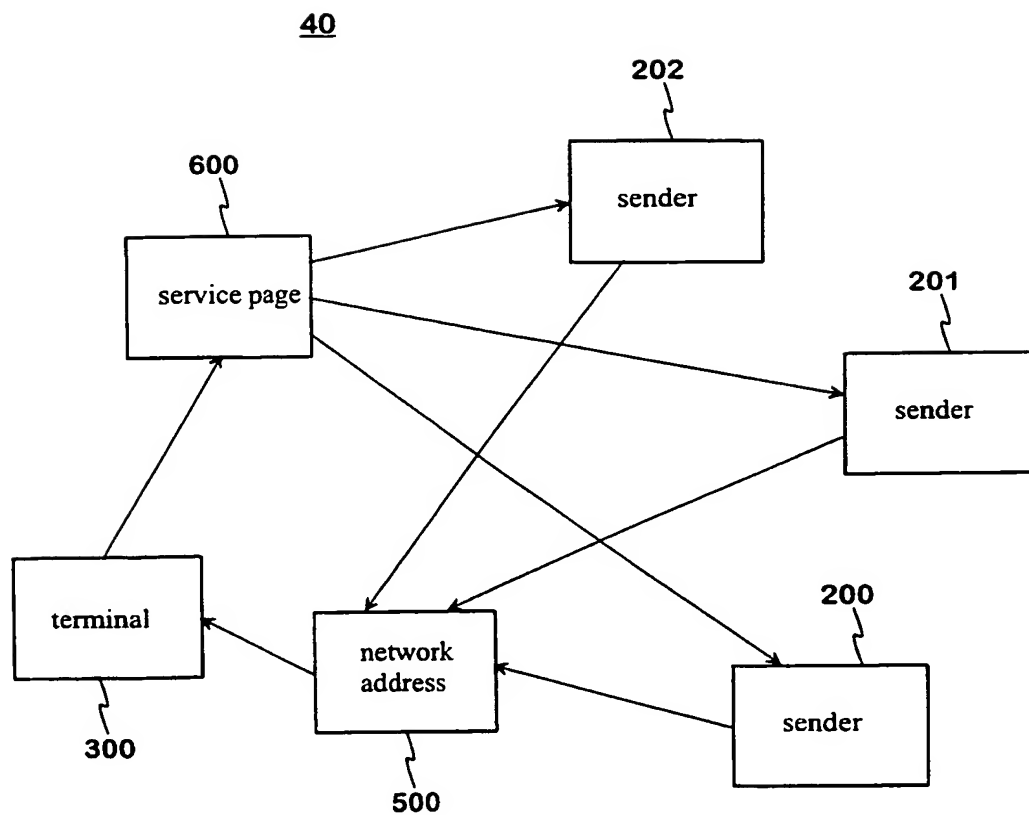 40
202
sender
600
service page
201
sender
terminal
300
network
address
500
200
sender